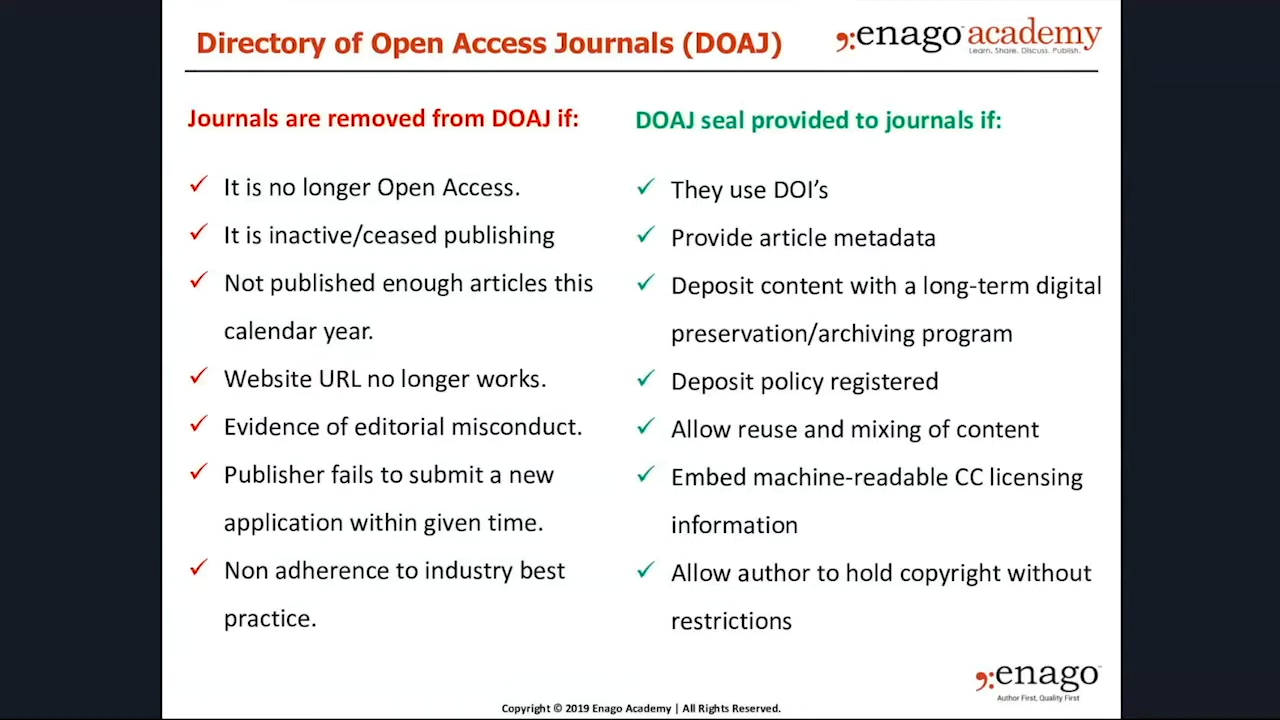 Directory of Open Access Journals (DOAJ)
enago academy
Learn. Share. Discuss. Publish.
Journals are removed from DOAJ if:
It is no longer Open Access.
It is inactive/ceased publishing
Not published enough articles this
calendar year.
Website URL no longer works.
Evidence of editorial misconduct.
Publisher fails to submit a new
application within given time.
Non adherence to industry best
practice.
DOAJ seal provided to journals if:
They use DOI’s
Provide article metadata
Deposit content with a long-term digital
preservation/archiving program
Deposit policy registered
Allow reuse and mixing of content
Embed machine-readable CC licensing
information
Allow author to hold copyright without
restrictions
enago
Author First, Quality First
Copyright © 2019 Enago Academy | All Rights Reserved.